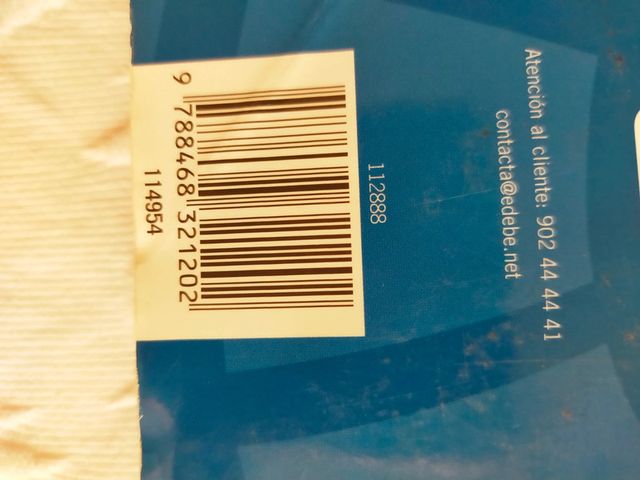 Atención al cliente: 902 44 44 41
contacta@edebe.net
112888
9 788468 321202
114954